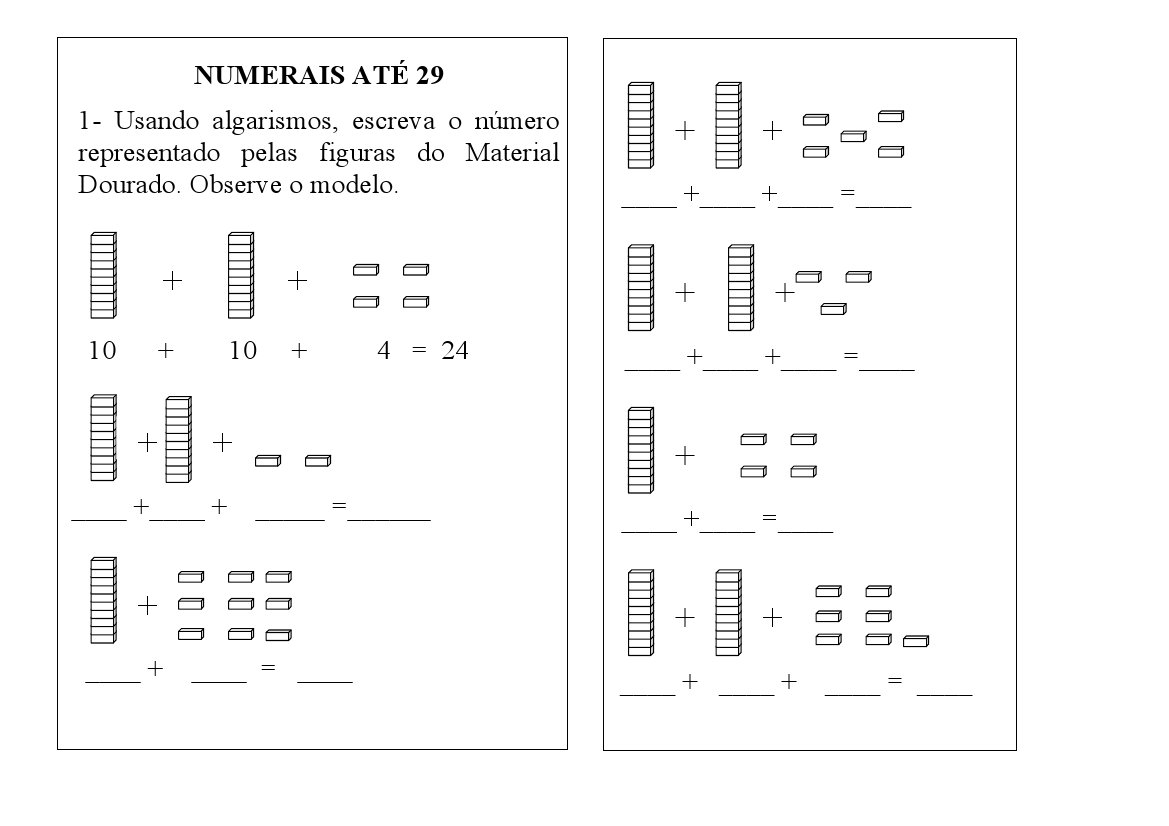 NUMERAIS ATÉ 29
1- Usando algarismos, escreva o número
representado pelas figuras do Material
Dourado. Observe o modelo.
+ +
10 + 10 + 4 = 24
+ +
____ +____ + _____ =______
+
____ + ____ = ____
+ +
____ +____ +____ =____
+ +
____ +____ +____ =____
+
____ +____ =____
+ +
____ + ____ + ____ = ____